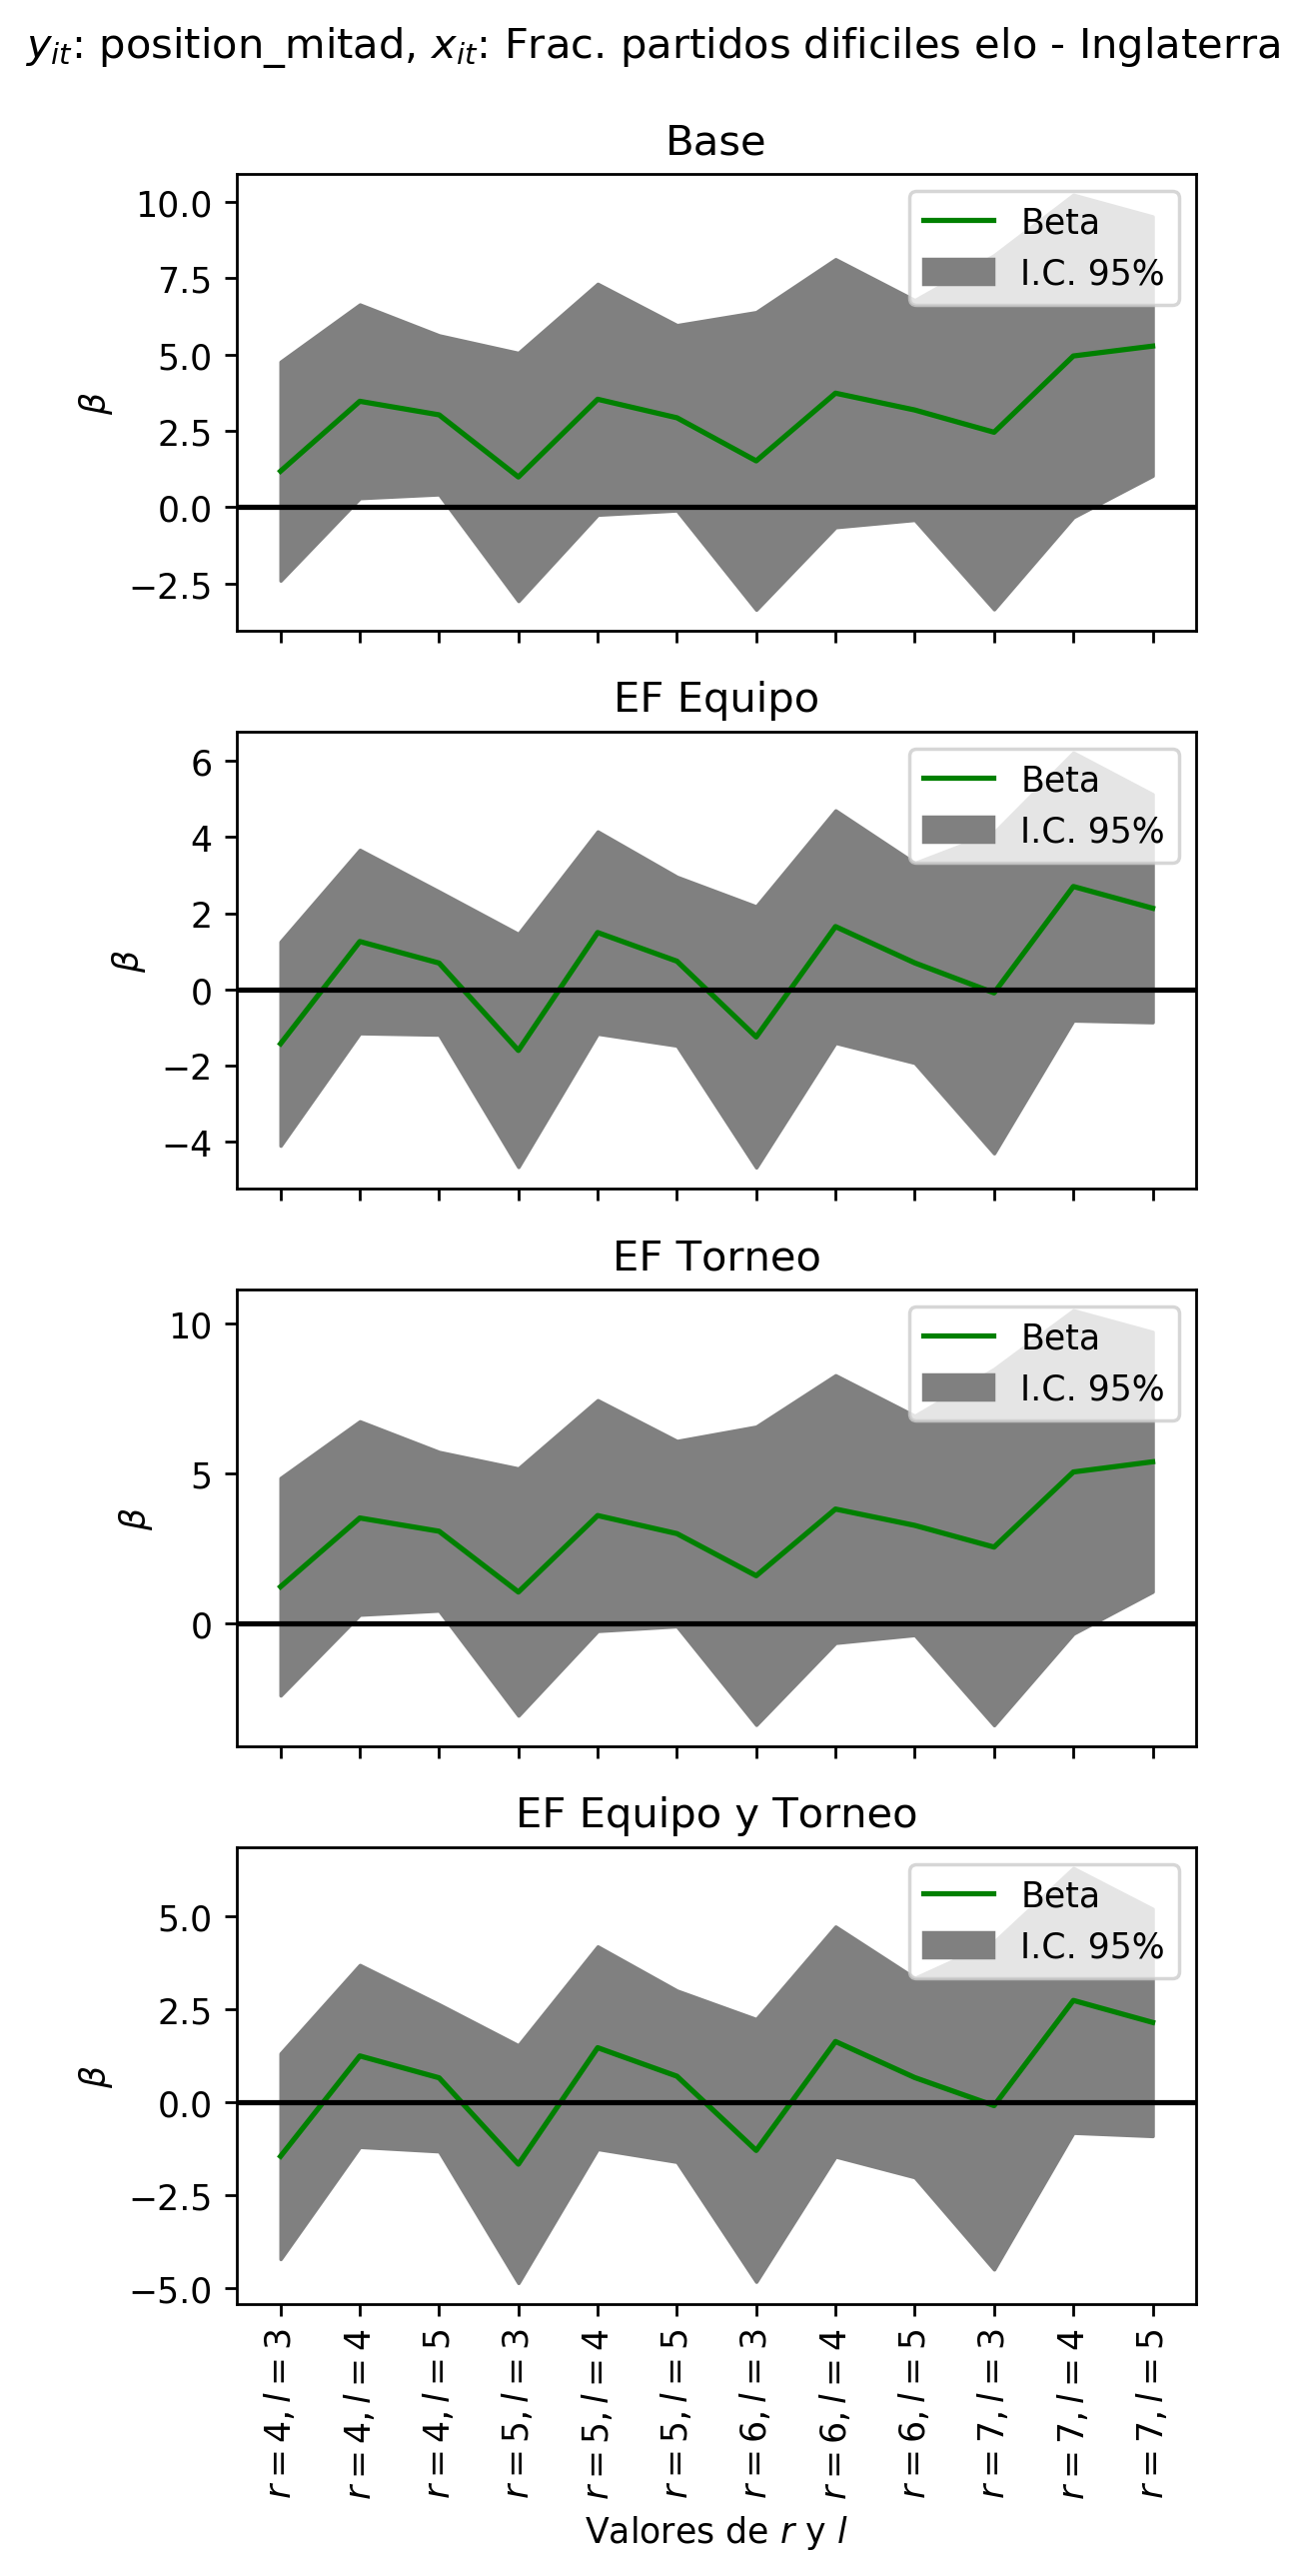 y_{it}: position_mitad, x_{it}: Frac. partidos dificiles elo - Inglaterra
Base
Beta
I.C. 95%
10.0
7.5
5.0
2.5
0.0
−2.5
β
EF Equipo
Beta
I.C. 95%
6
4
2
0
−2
−4
β
EF Torneo
Beta
I.C. 95%
10
5
0
β
EF Equipo y Torneo
Beta
I.C. 95%
5.0
2.5
0.0
−2.5
−5.0
β
r = 4, l = 3
r = 4, l = 4
r = 4, l = 5
r = 5, l = 3
r = 5, l = 4
r = 5, l = 5
r = 6, l = 3
r = 6, l = 4
r = 6, l = 5
r = 7, l = 3
r = 7, l = 4
r = 7, l = 5
Valores de r y l